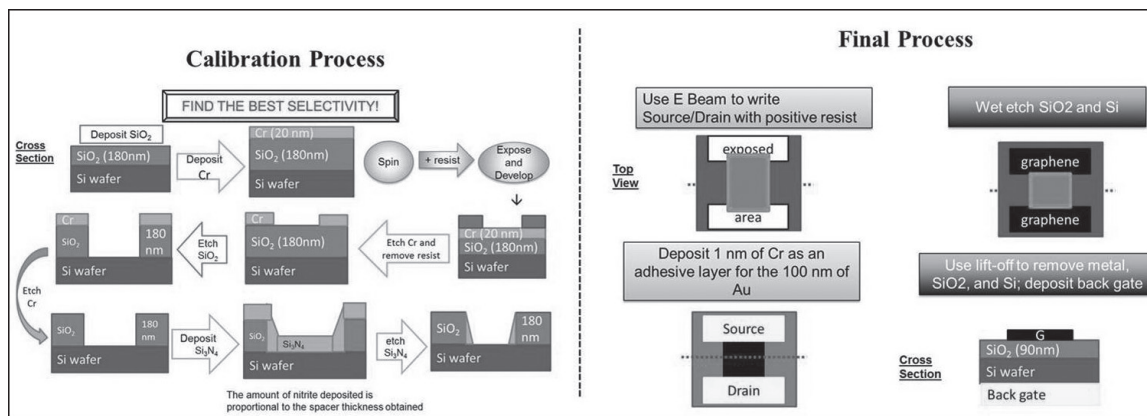 Calibration Process
FIND THE BEST SELECTIVITY!
Cross
Section
Deposit SiO₂
SiO₂ (180nm)
Si wafer
Deposit
Cr
Cr (20 nm)
SiO₂ (180nm)
Si wafer
Spin
+ resist
Expose
and
Develop
Cr
SiO₂
180
nm
Si wafer
Etch
SiO₂
Cr
SiO₂ (180nm)
Si wafer
Etch Cr and
remove resist
Cr (20 nm)
SiO₂ (180nm)
Si wafer
Etch
Cr
SiO₂
180
nm
Si wafer
Deposit
Si₃N₄
SiO₂
Si₃N₄
Si wafer
etch
Si₃N₄
SiO₂
180
nm
Si wafer
The amount of nitrite deposited is
proportional to the spacer thickness obtained
Final Process
Use E Beam to write
Source/Drain with positive resist
Top
View
exposed
area
Wet etch SiO2 and Si
graphene
graphene
Deposit 1 nm of Cr as an
adhesive layer for the 100 nm of
Au
Source
Drain
Use lift-off to remove metal,
SiO2, and Si; deposit back gate
Cross
Section
G
SiO₂ (90nm)
Si wafer
Back gate